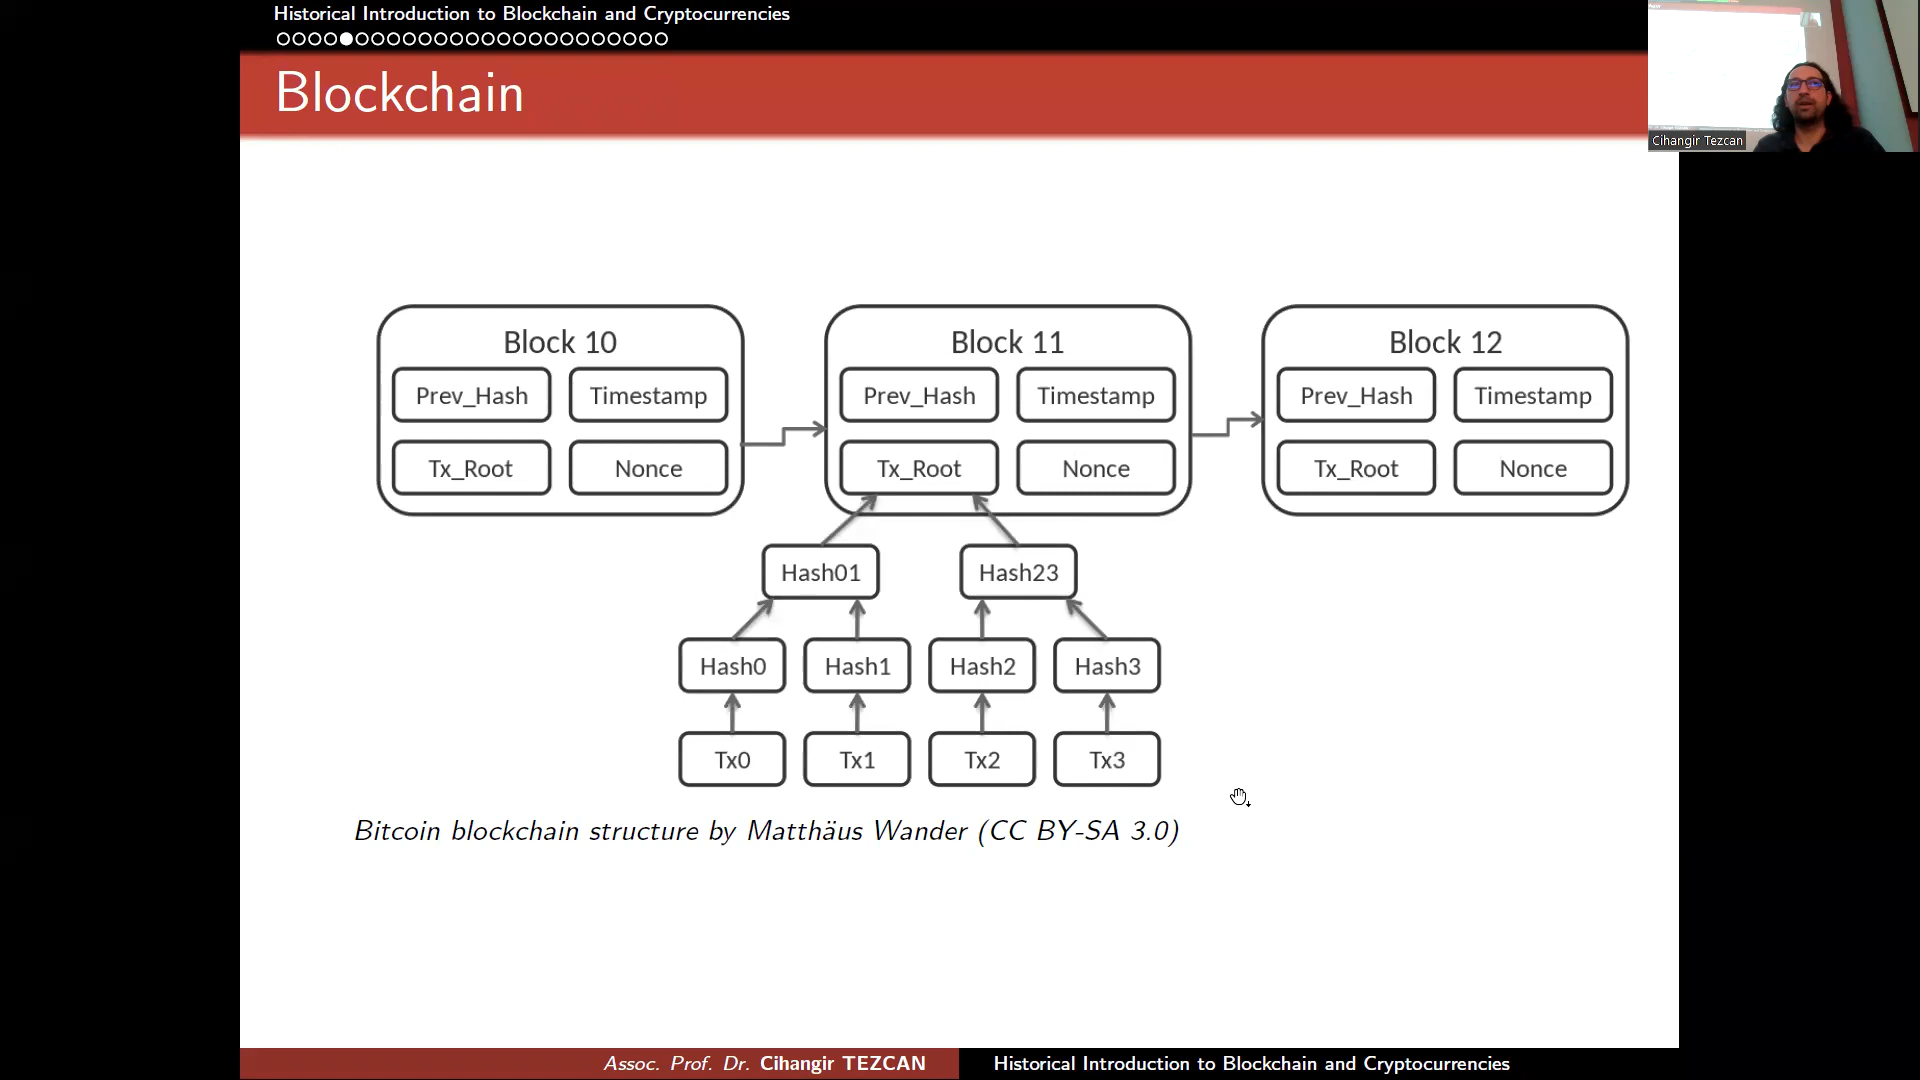 Historical Introduction to Blockchain and Cryptocurrencies
Blockchain
Cihangir Tezcan
Block 10
Prev_Hash
Timestamp
Tx_Root
Nonce
Block 11
Prev_Hash
Timestamp
Tx_Root
Nonce
Block 12
Prev_Hash
Timestamp
Tx_Root
Nonce
Hash01
Hash23
Hash0
Hash1
Hash2
Hash3
Tx0
Tx1
Tx2
Tx3
Bitcoin blockchain structure by Matthäus Wander (CC BY-SA 3.0)
Assoc. Prof. Dr. Cihangir TEZCAN
Historical Introduction to Blockchain and Cryptocurrencies